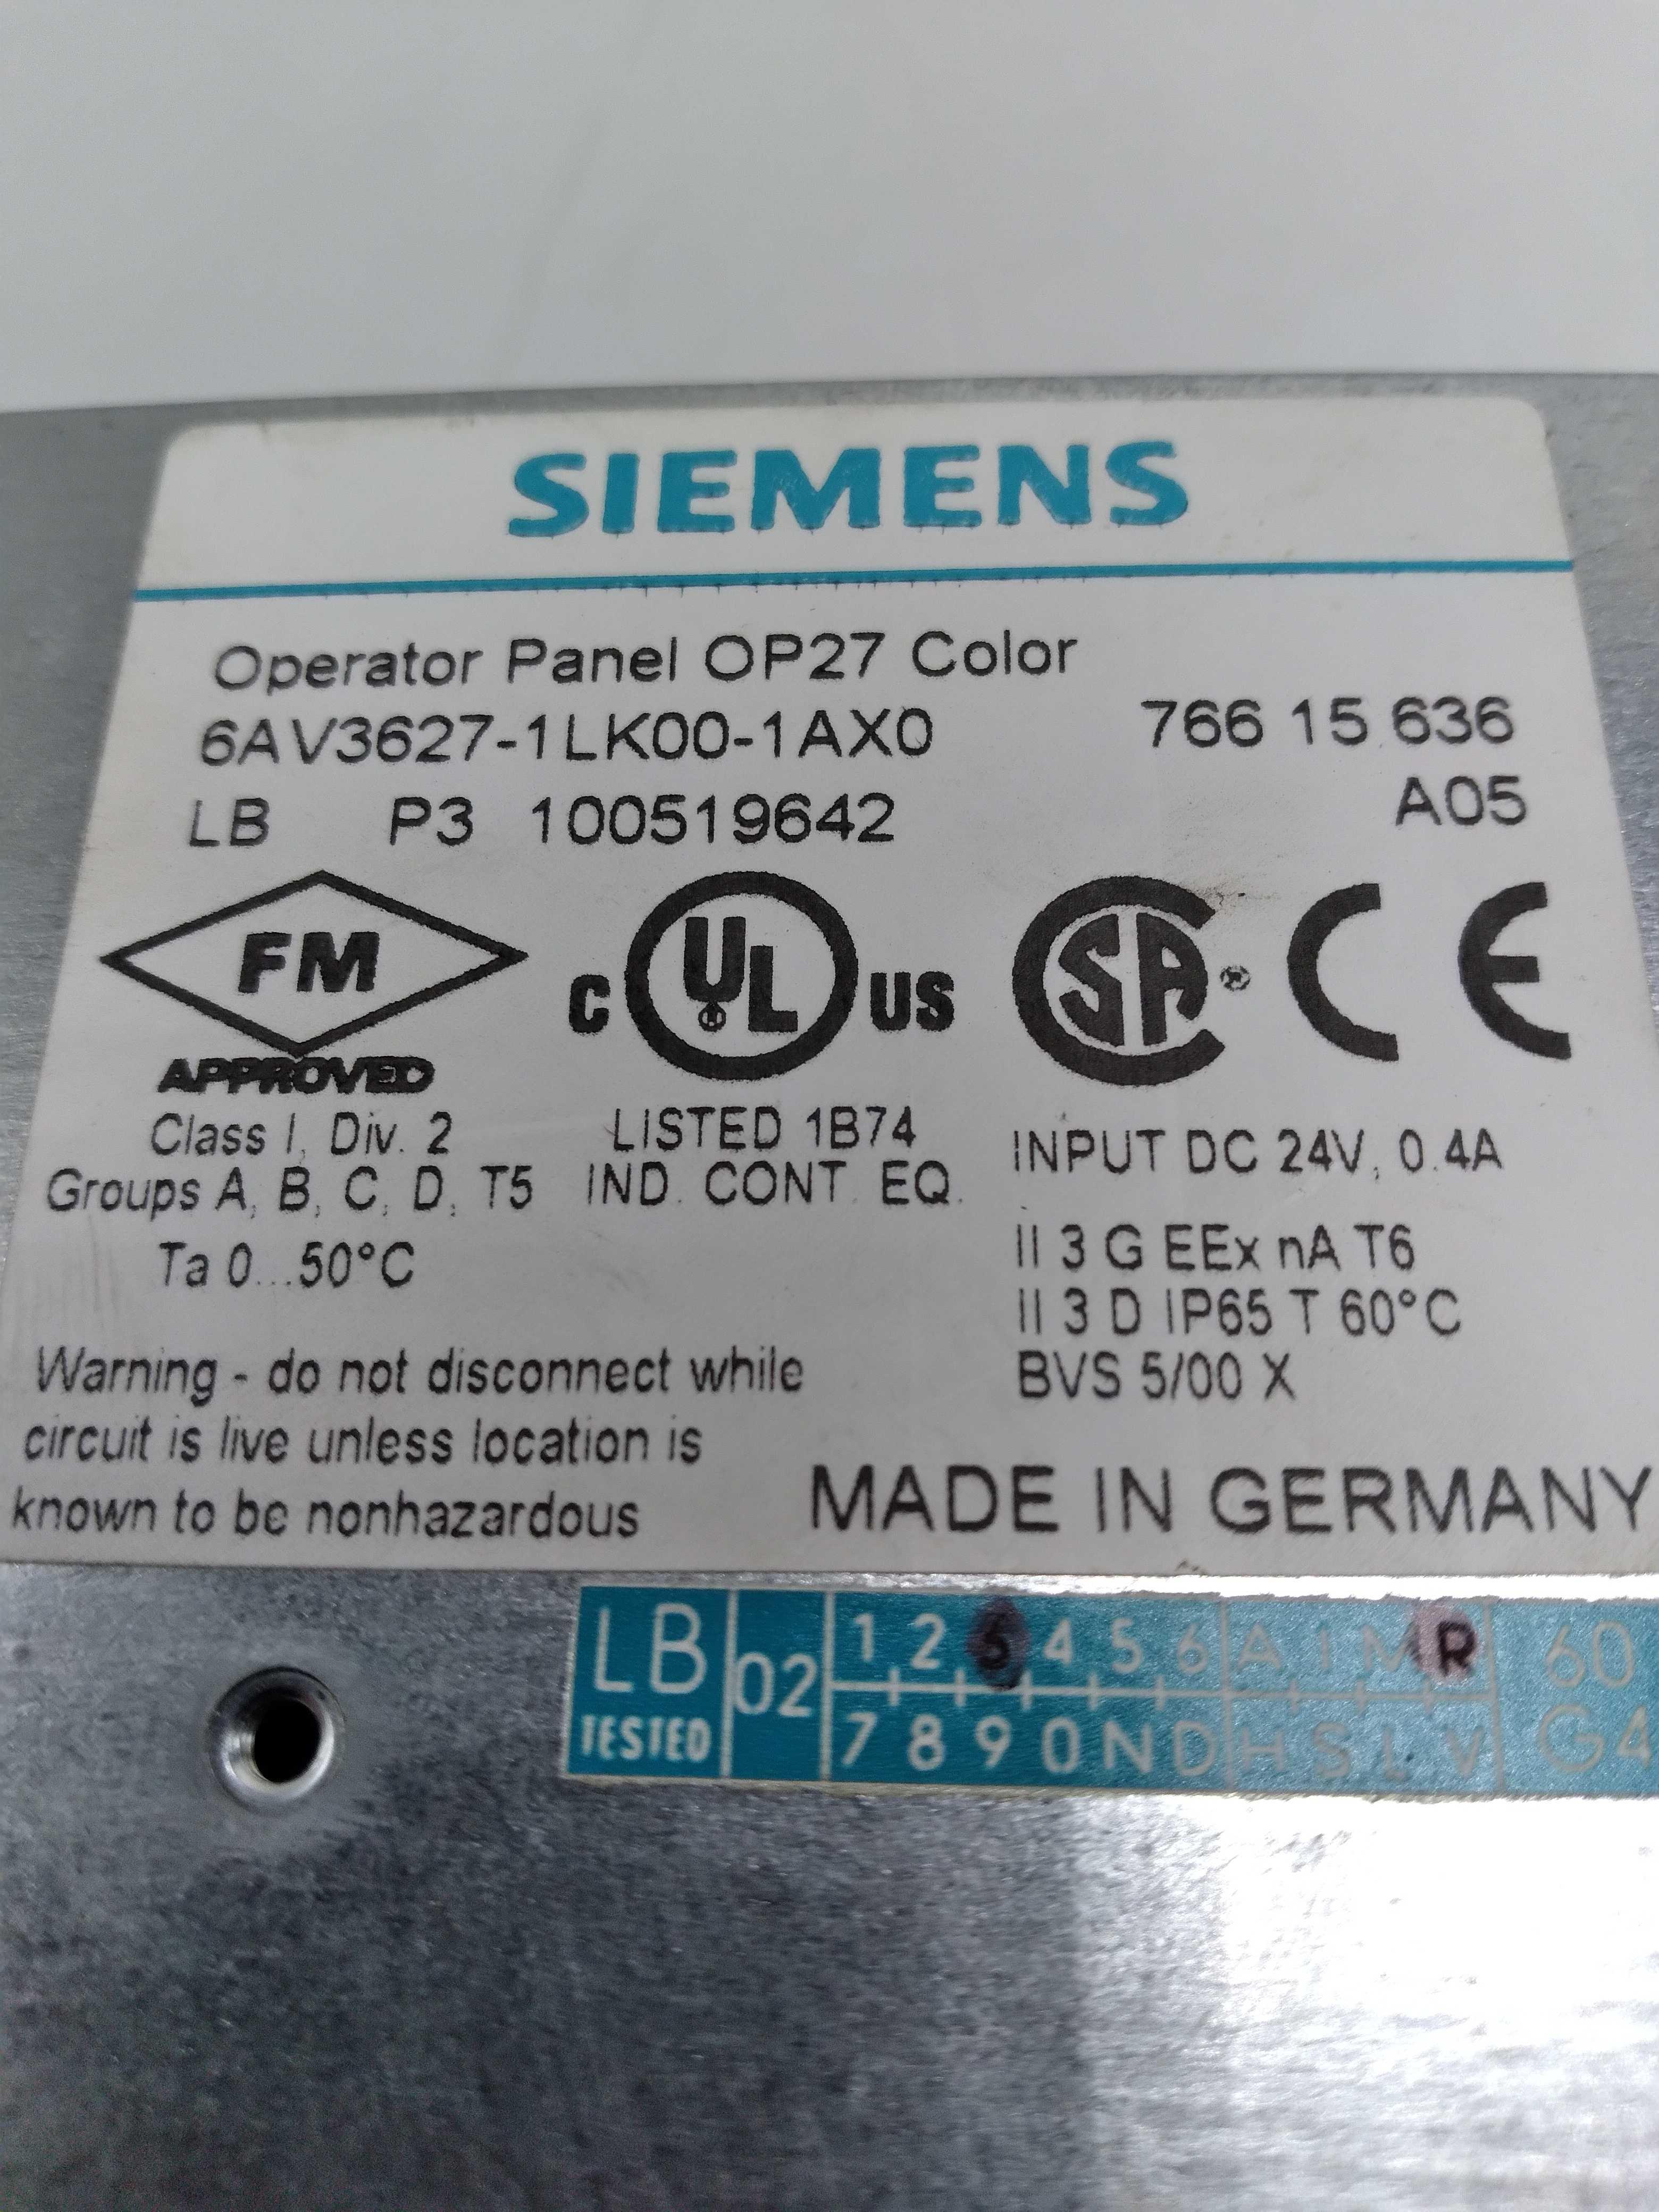 SIEMENS
Operator Panel OP27 Color
6AV3627-1LK00-1AX0 766 15 636
LB P3 100519642 A05
FM
APPROVED
C UL US
SA
CE
Class I, Div. 2
Groups A, B, C, D, T5
Ta 0...50°C
LISTED 1B74
IND. CONT. EQ.
INPUT DC 24V, 0.4A
II 3 G EEx nA T6
II 3 D IP65 T 60°C
BVS 5/00 X
Warning - do not disconnect while
circuit is live unless location is
known to be nonhazardous
MADE IN GERMANY
LB
TESTED
02
1 2 4 5 6 A I M R 60
7 8 9 0 N D H S L V G4